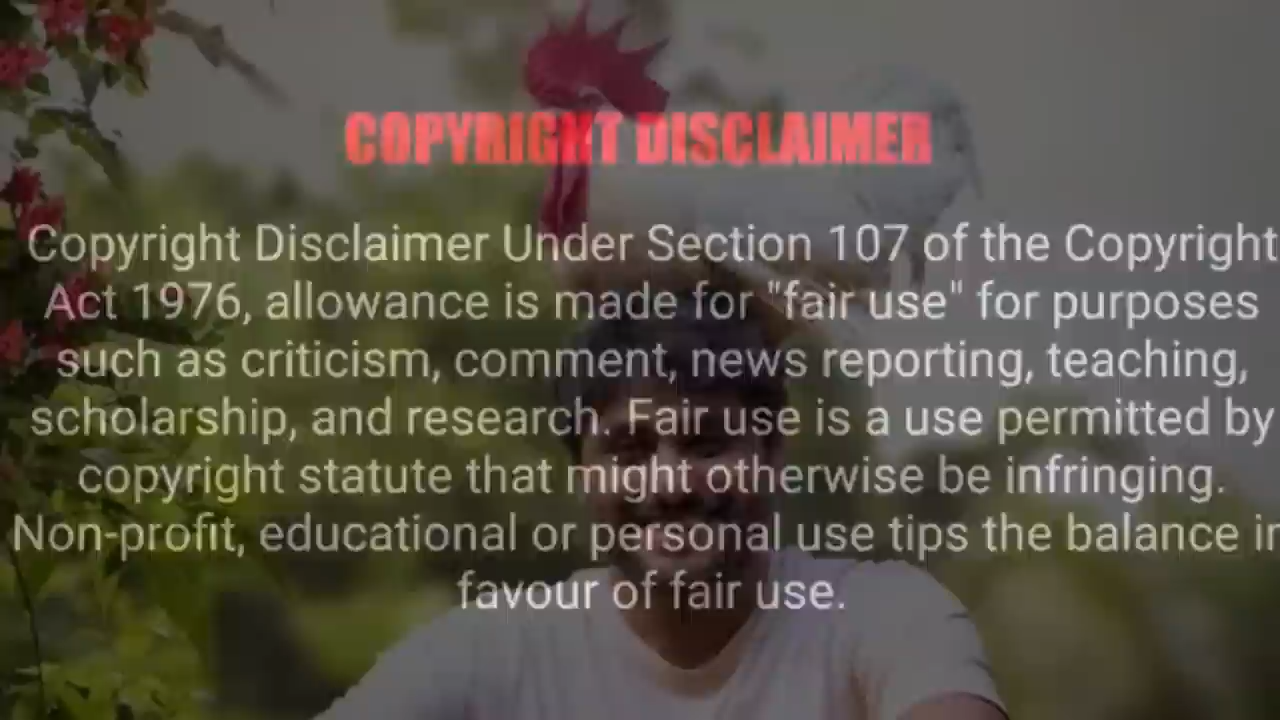 COPYRIGHT DISCLAIMER
Copyright Disclaimer Under Section 107 of the Copyright
Act 1976, allowance is made for "fair use" for purposes
such as criticism, comment, news reporting, teaching,
scholarship, and research. Fair use is a use permitted by
copyright statute that might otherwise be infringing.
Non-profit, educational or personal use tips the balance in
favour of fair use.